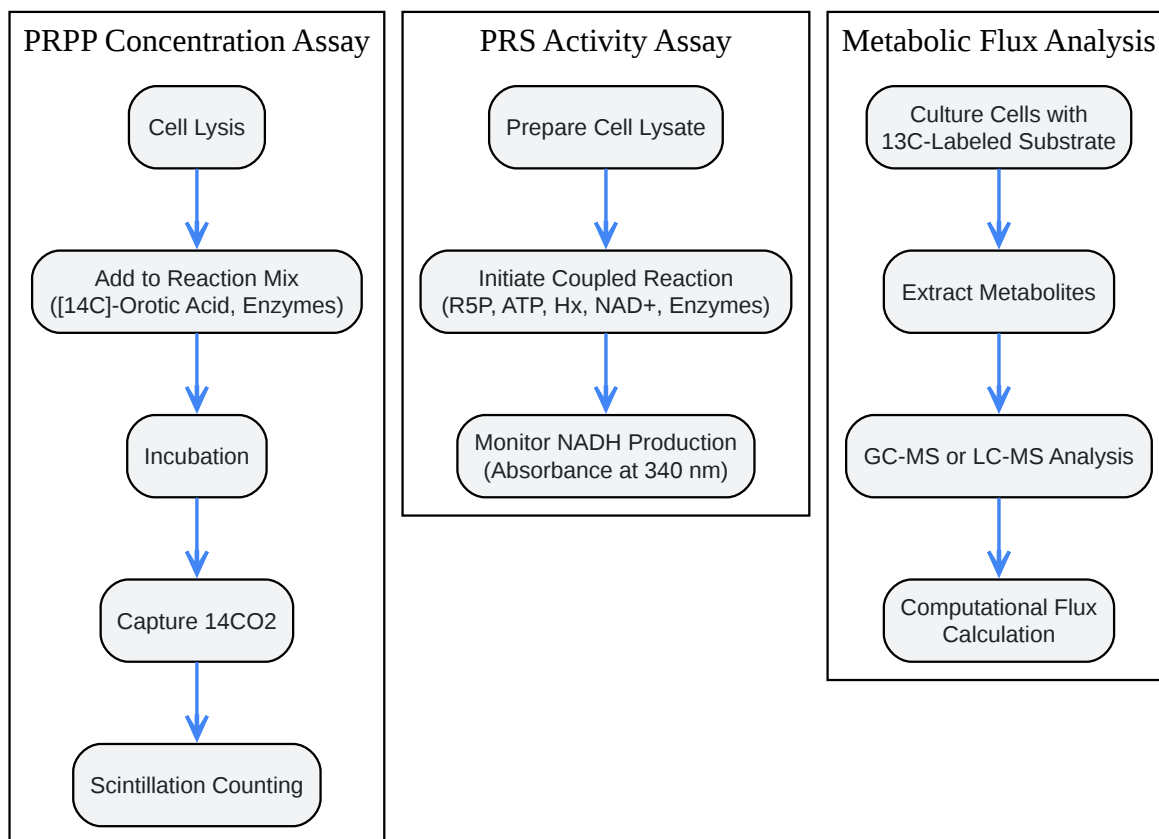 PRPP Concentration Assay
Cell Lysis
Add to Reaction Mix
([14C]-Orotic Acid, Enzymes)
Incubation
Capture 14CO2
Scintillation Counting
PRS Activity Assay
Prepare Cell Lysate
Initiate Coupled Reaction
(R5P, ATP, Hx, NAD+, Enzymes)
Monitor NADH Production
(Absorbance at 340 nm)
Metabolic Flux Analysis
Culture Cells with
13C-Labeled Substrate
Extract Metabolites
GC-MS or LC-MS Analysis
Computational Flux
Calculation